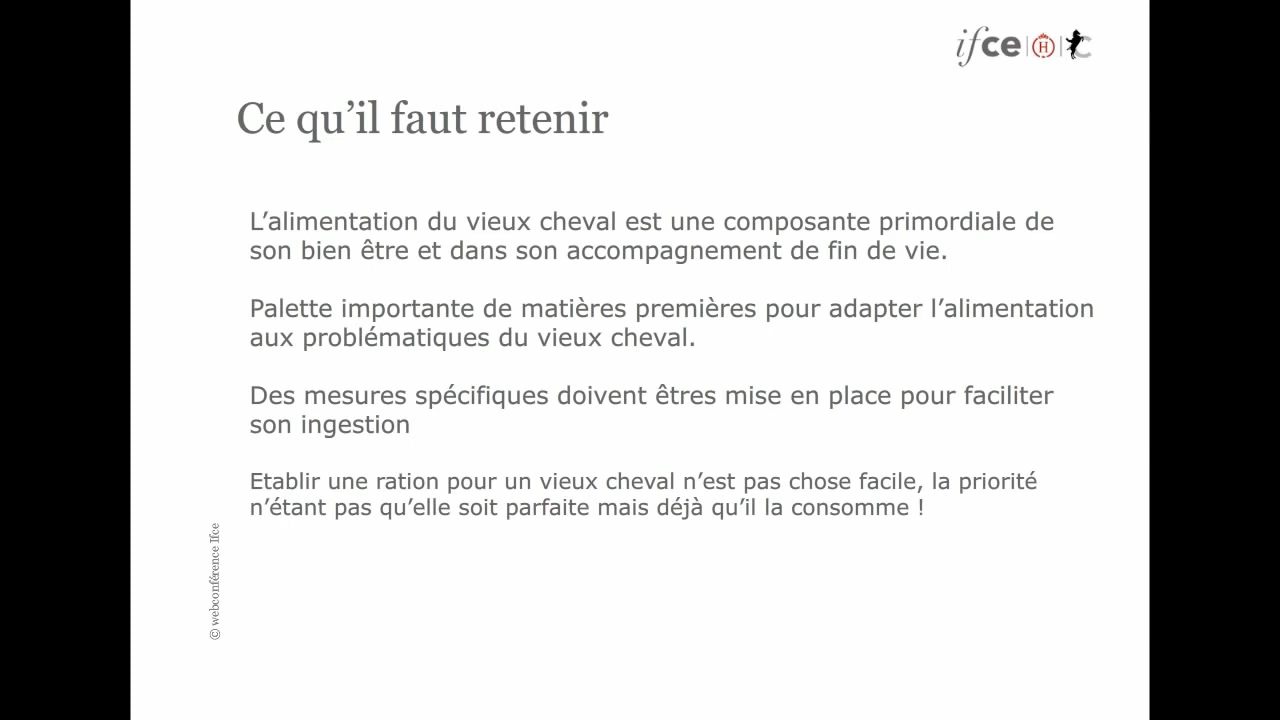 ifce
H
Ce qu’il faut retenir
L’alimentation du vieux cheval est une composante primordiale de
son bien être et dans son accompagnement de fin de vie.
Palette importante de matières premières pour adapter l’alimentation
aux problématiques du vieux cheval.
Des mesures spécifiques doivent êtres mise en place pour faciliter
son ingestion
Etablir une ration pour un vieux cheval n’est pas chose facile, la priorité
n’étant pas qu’elle soit parfaite mais déjà qu’il la consomme !
© webconférence Ifce